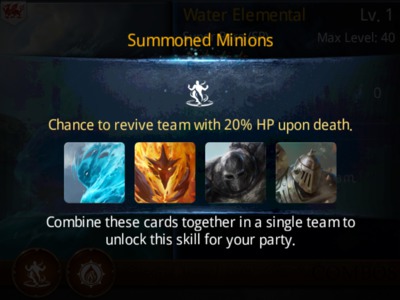 Water Elemental
Lv. 1
Summoned Minions
Max Level: 40
0
Chance to revive team with 20% HP upon death.
Combine these cards together in a single team to
unlock this skill for your party.